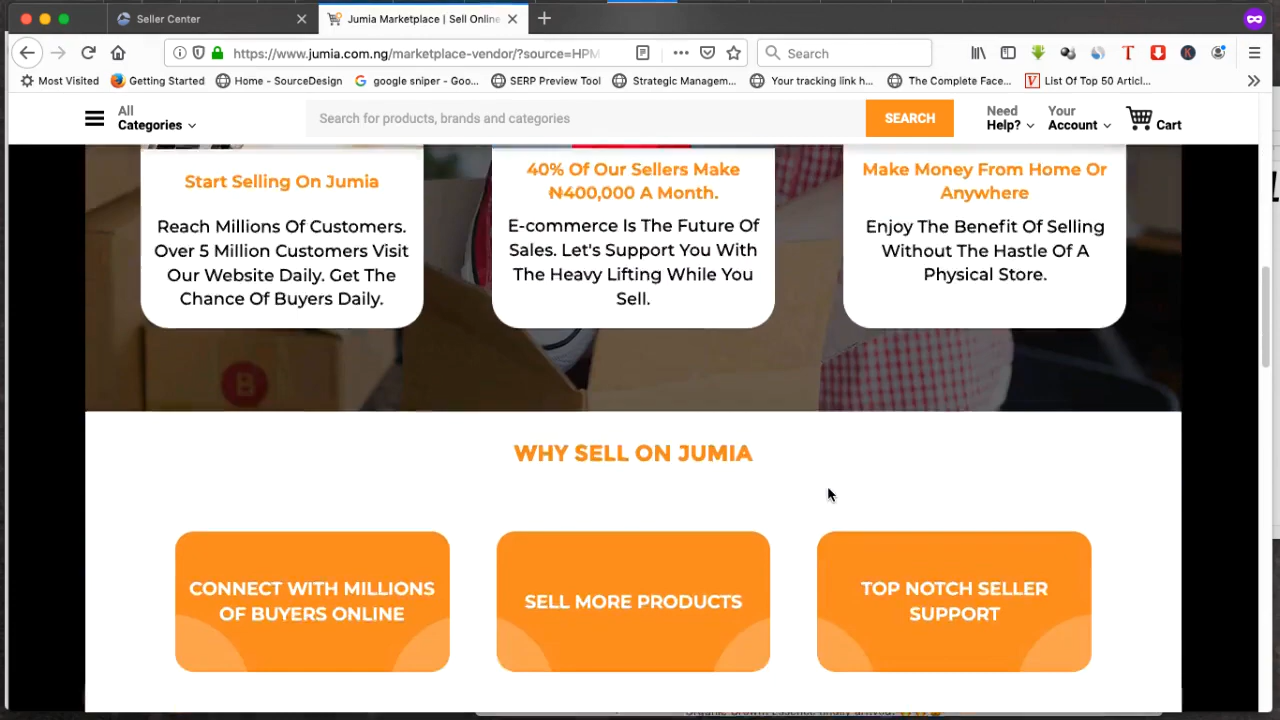 Seller Center
Jumia Marketplace | Sell Online
https://www.jumia.com.ng/marketplace-vendor/?source=HPM
Search
Most Visited
Getting Started
Home - SourceDesign
google sniper - Goo...
SERP Preview Tool
Strategic Managem...
Your tracking link h...
The Complete Face...
List Of Top 50 Articl...
All
Categories
Search for products, brands and categories
SEARCH
Need
Help?
Your
Account
Cart
Start Selling On Jumia
Reach Millions Of Customers.
Over 5 Million Customers Visit
Our Website Daily. Get The
Chance Of Buyers Daily.
40% Of Our Sellers Make
₦400,000 A Month.
E-commerce Is The Future Of
Sales. Let's Support You With
The Heavy Lifting While You
Sell.
Make Money From Home Or
Anywhere
Enjoy The Benefit Of Selling
Without The Hastle Of A
Physical Store.
B
WHY SELL ON JUMIA
CONNECT WITH MILLIONS
OF BUYERS ONLINE
SELL MORE PRODUCTS
TOP NOTCH SELLER
SUPPORT